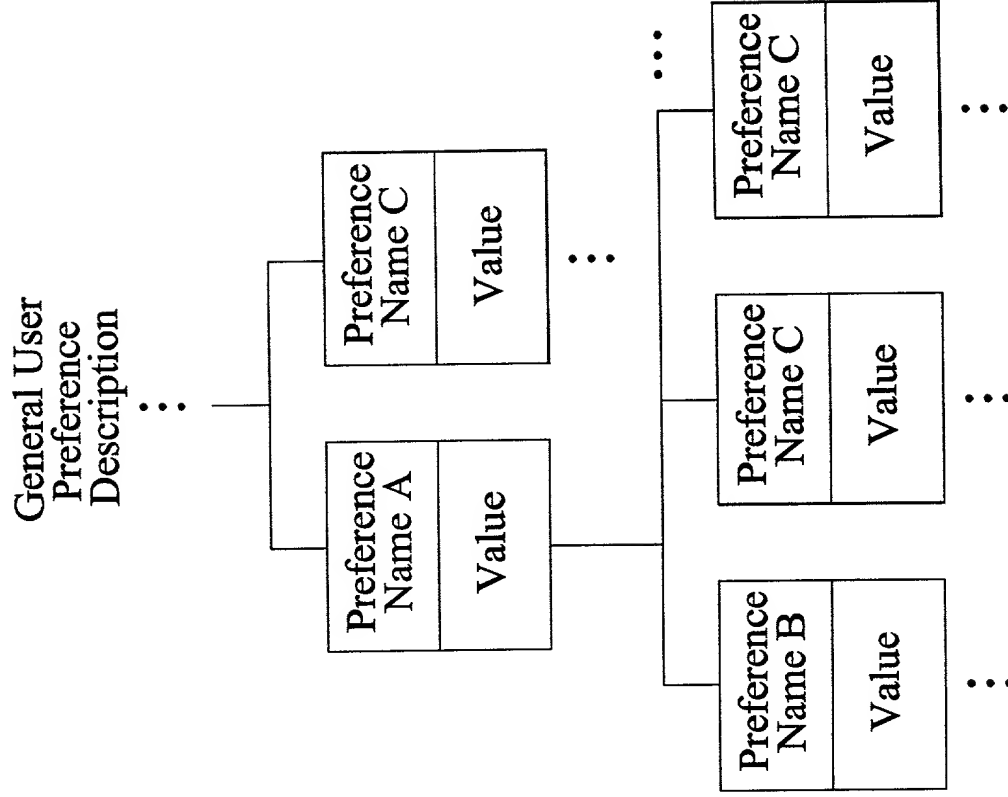 General User
Preference
Description
Preference
Name A
Value
Preference
Name C
Value
Preference
Name B
Value
Preference
Name C
Value
Preference
Name C
Value